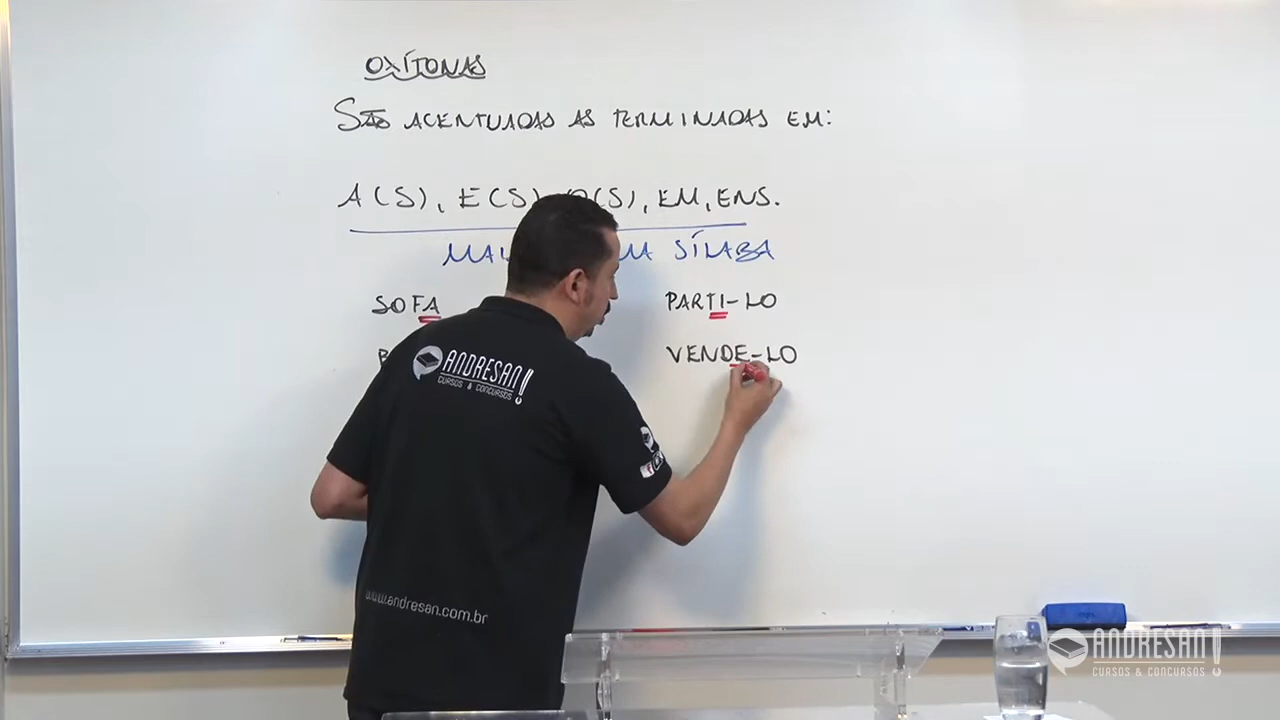 OXÍTONAS
SÃO ACENTUADAS AS TERMINADAS EM:
A(S), E(S), O(S), EM, ENS.
SÍLABA
SOFA
PARTI-LO
VENDE-LO
ANDRESAN!
CURSOS & CONCURSOS
www.andresan.com.br
ANDRESAN!
CURSOS & CONCURSOS